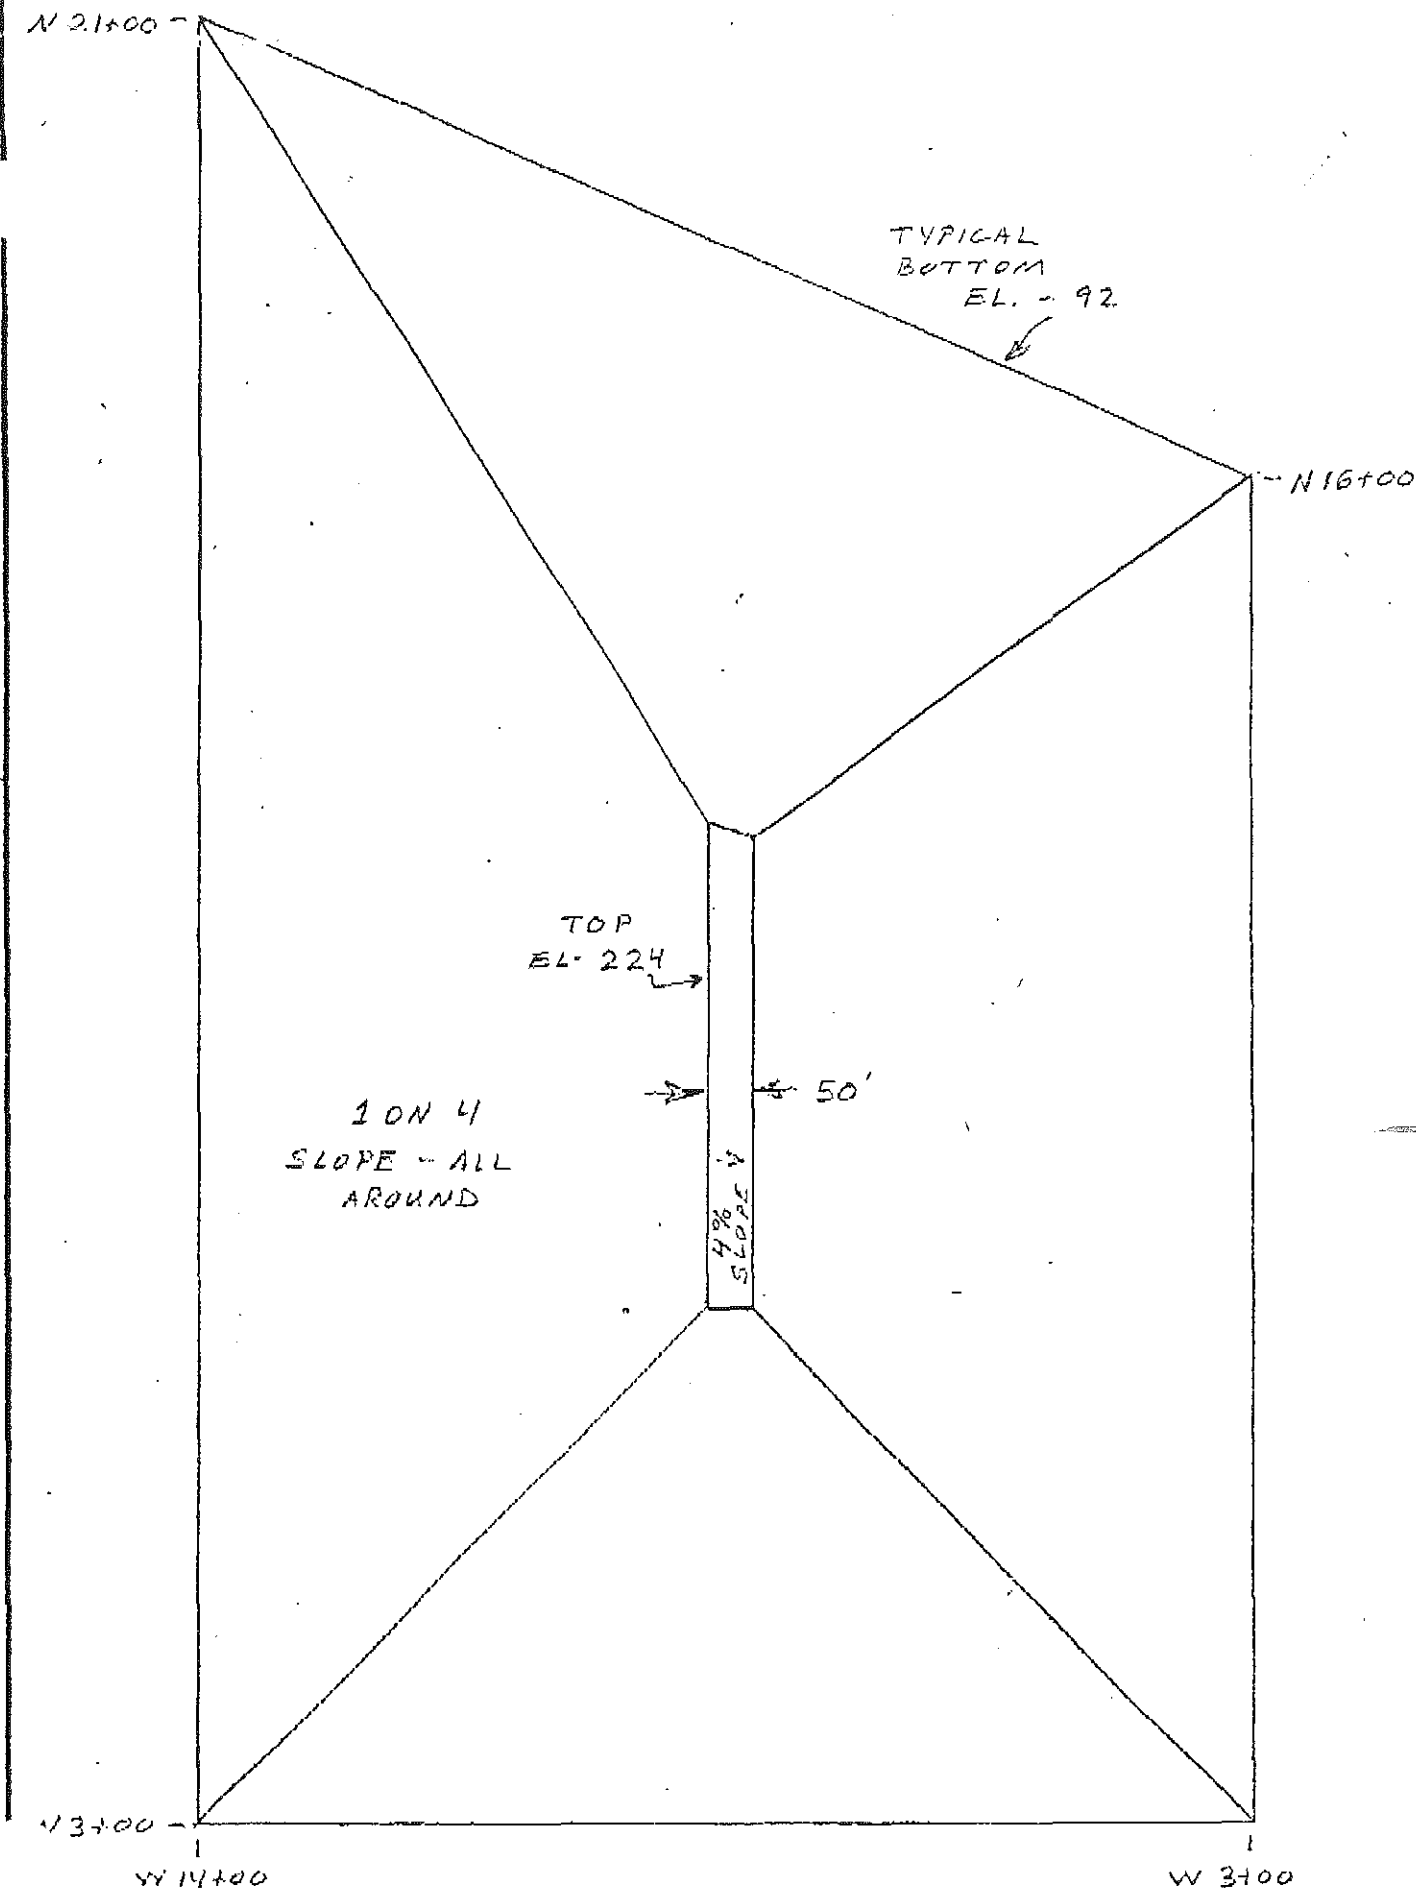 N 21+00
TYPICAL
BOTTOM
EL. - 92
N 16+00
TOP
EL- 224
50'
1 ON 4
SLOPE - ALL
AROUND
4%
SLOPE
N 3+00
W 14+00
W 3+00